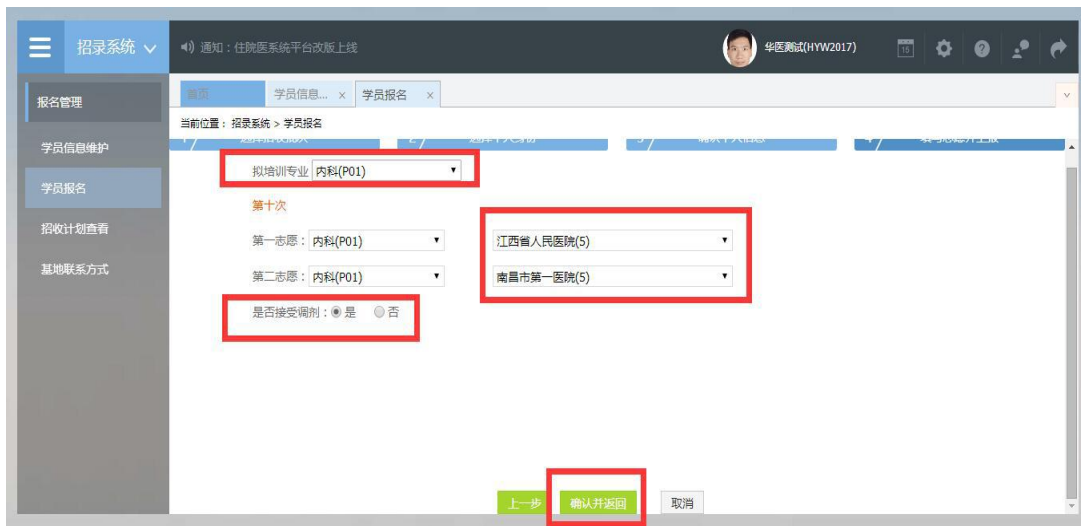 招录系统
通知：住院医系统平台改版上线
华医测试(HYW2017)
15
报名管理
首页
学员信息... ×
学员报名 ×
当前位置： 招录系统 > 学员报名
学员信息维护
学员报名
招收计划查看
基地联系方式
拟培训专业 内科(P01)
第十次
第一志愿： 内科(P01) 江西省人民医院(5)
第二志愿： 内科(P01) 南昌市第一医院(5)
是否接受调剂： 是 否
上一步 确认并返回 取消